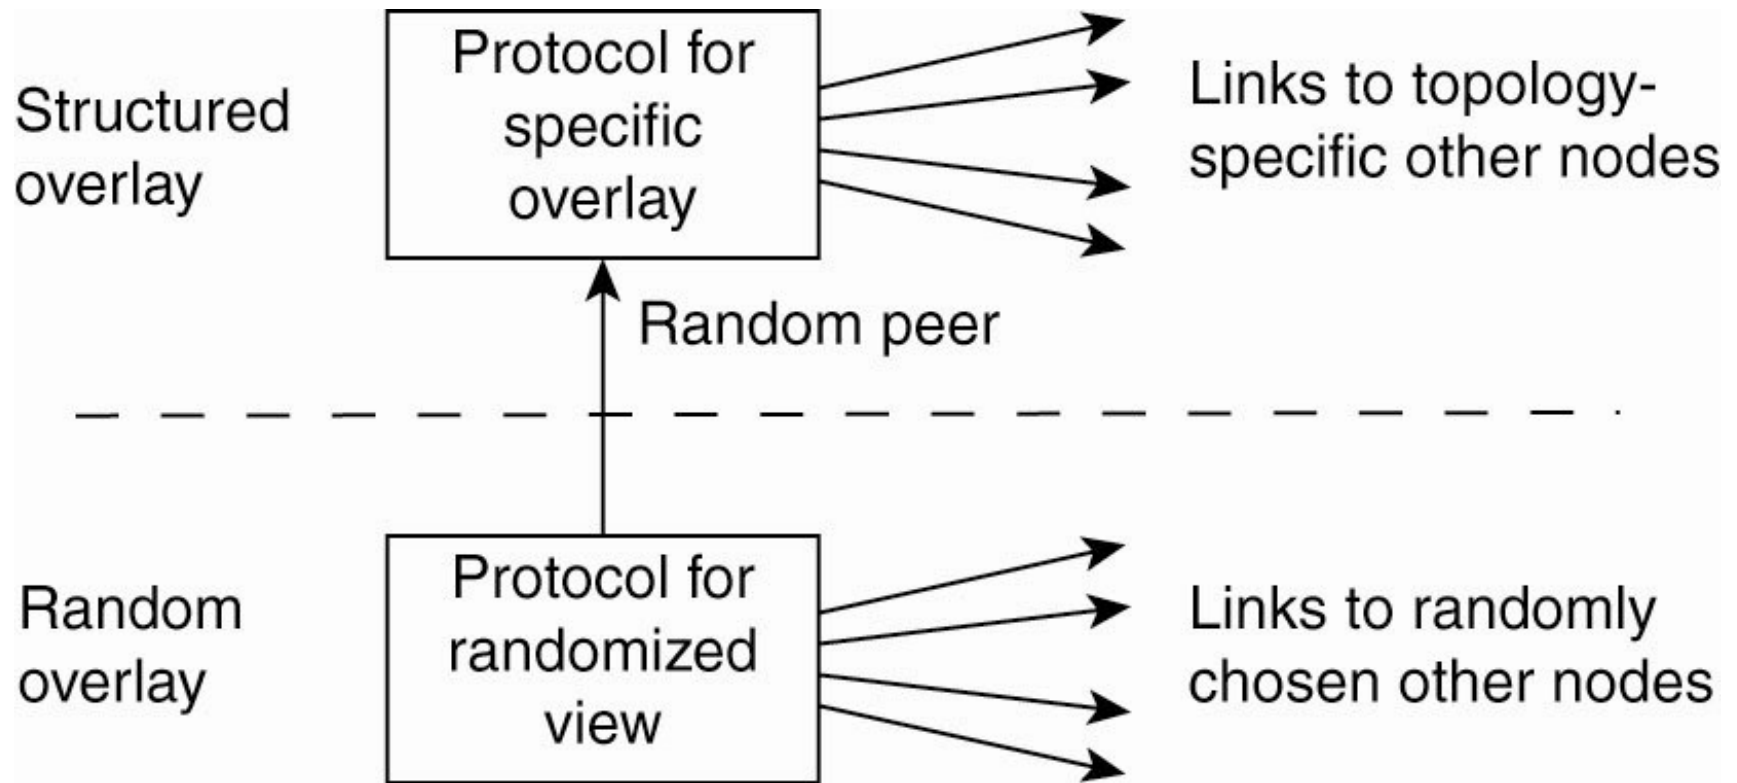 Structured
overlay
Protocol for
specific
overlay
Links to topology-
specific other nodes
Random peer
Random
overlay
Protocol for
randomized
view
Links to randomly
chosen other nodes